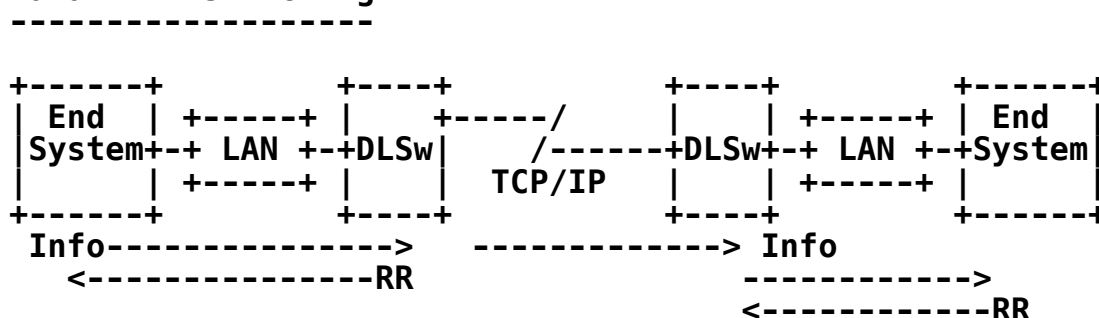 -------------------
+------+         +----+           +----+         +------+
| End  | +-----+ |    +-----/     |    | +-----+ | End  |
|System+-+ LAN +-+DLSw|    /------+DLSw+-+ LAN +-+System|
|      | +-----+ |    |  TCP/IP   |    | +-----+ |      |
+------+         +----+           +----+         +------+
 Info--------------->   -------------> Info
   <---------------RR                 ------------>
                                      <------------RR